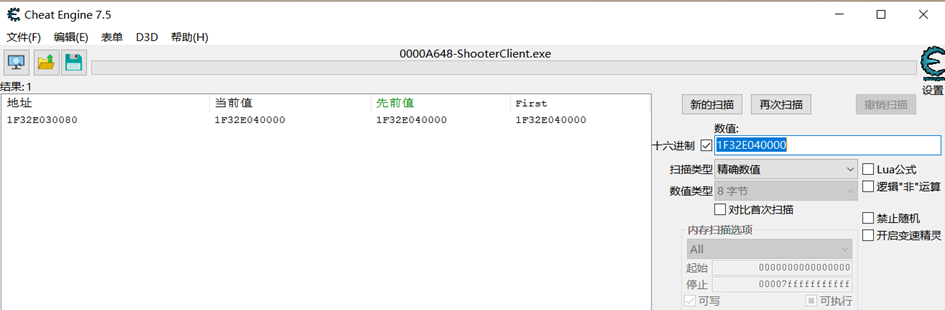 Cheat Engine 7.5
文件(F) 编辑(E) 表单 D3D 帮助(H)
0000A648-ShooterClient.exe
设置
结果: 1
地址 当前值 先前值 First
1F32E030080 1F32E040000 1F32E040000 1F32E040000
新的扫描 再次扫描 撤销扫描
数值:
十六进制 1F32E040000
扫描类型 精确数值 Lua公式
数值类型 8 字节 逻辑"非"运算
对比首次扫描
禁止随机
内存扫描选项
开启变速精灵
All
起始 0000000000000000
停止 00007fffffffffff
可写 可执行